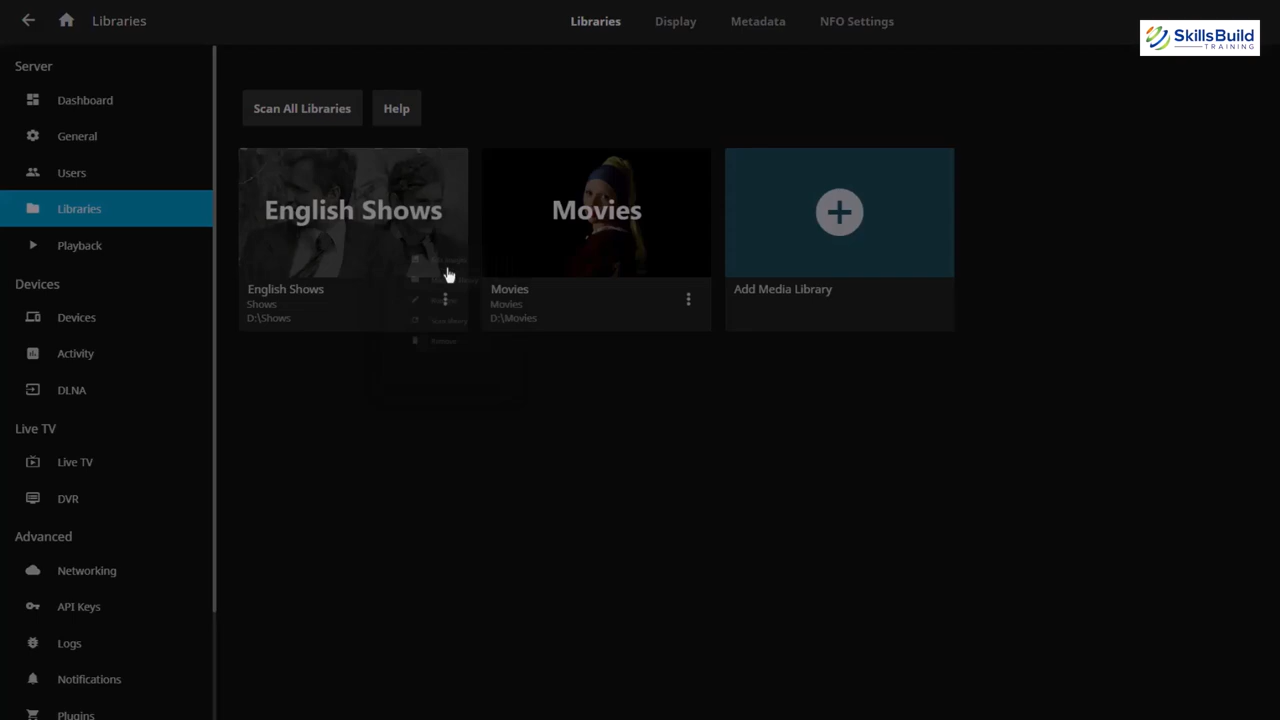 Libraries
Libraries
Display
Metadata
NFO Settings
SkillsBuild
TRAINING
Server
Dashboard
General
Users
Libraries
Playback
Devices
Devices
Activity
DLNA
Live TV
Live TV
DVR
Advanced
Networking
API Keys
Logs
Notifications
Plugins
Scan All Libraries
Help
English Shows
English Shows
Shows
D:\Shows
Movies
Movies
Movies
D:\Movies
Add Media Library